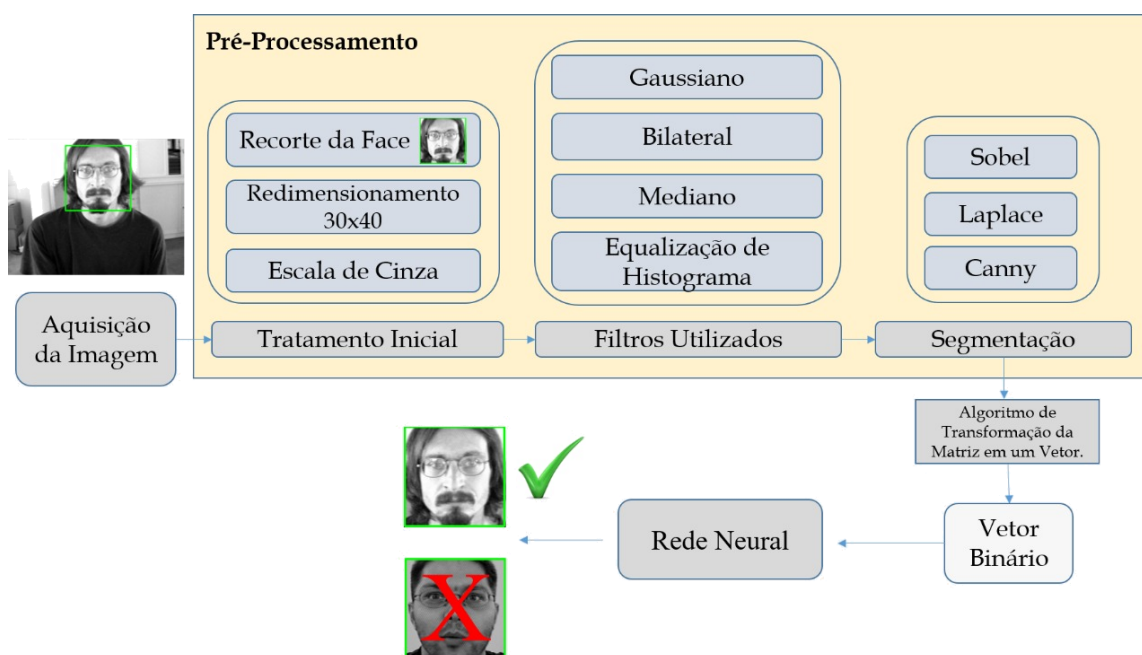 Pré-Processamento
Recorte da Face
Redimensionamento
30x40
Escala de Cinza
Gaussiano
Bilateral
Mediano
Equalização de
Histograma
Sobel
Laplace
Canny
Aquisição
da Imagem
Tratamento Inicial
Filtros Utilizados
Segmentação
Algoritmo de
Transformação da
Matriz em um Vetor.
Vetor
Binário
Rede Neural
X